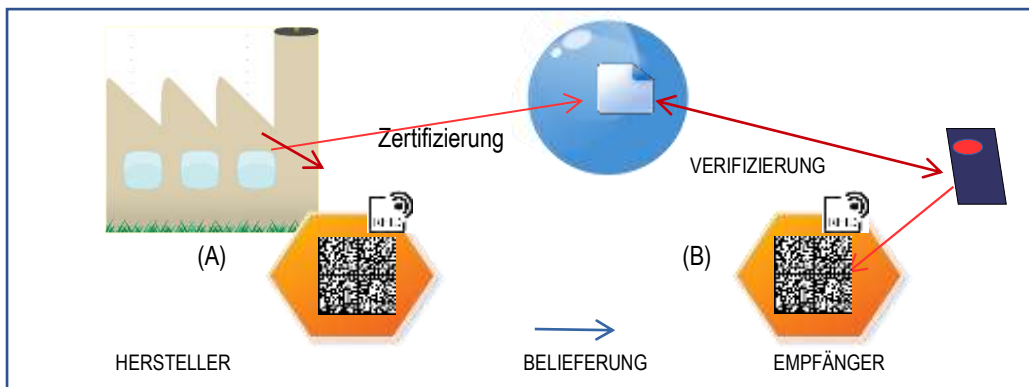 Zertifizierung
VERIFIZIERUNG
(A)
(B)
HERSTELLER
BELIEFERUNG
EMPFÄNGER